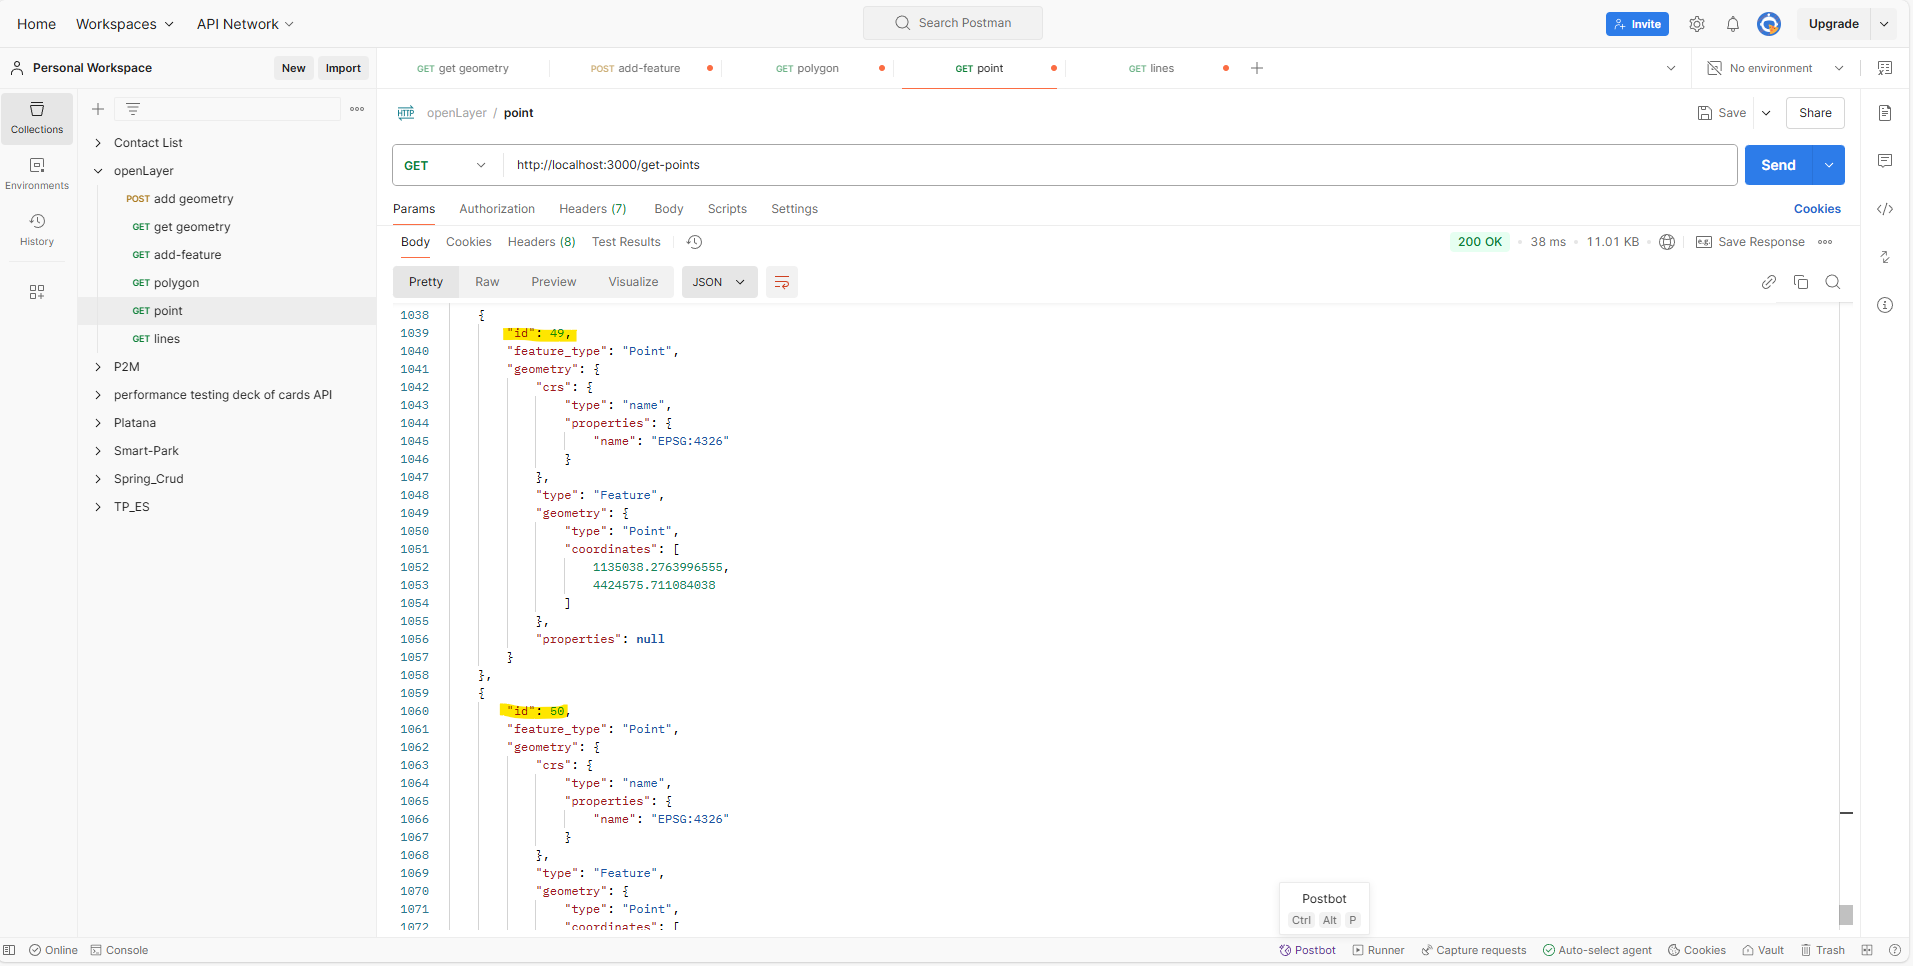 Home Workspaces API Network Search Postman Invite Upgrade
Personal Workspace New Import GET get geometry POST add-feature GET polygon GET point GET lines No environment
Collections
Environments
History
Contact List
openLayer
POST add geometry
GET get geometry
GET add-feature
GET polygon
GET point
GET lines
P2M
performance testing deck of cards API
Platana
Smart-Park
Spring_Crud
TP_ES
HTTP openLayer / point Save Share
GET http://localhost:3000/get-points Send
Params Authorization Headers (7) Body Scripts Settings Cookies
Body Cookies Headers (8) Test Results 200 OK 38 ms 11.01 KB Save Response
Pretty Raw Preview Visualize JSON
1038 {
1039 "id": 49,
1040 "feature_type": "Point",
1041 "geometry": {
1042 "crs": {
1043 "type": "name",
1044 "properties": {
1045 "name": "EPSG:4326"
1046 }
1047 },
1048 "type": "Feature",
1049 "geometry": {
1050 "type": "Point",
1051 "coordinates": [
1052 1135038.2763996555,
1053 4424575.711084038
1054 ]
1055 },
1056 "properties": null
1057 }
1058 },
1059 {
1060 "id": 50,
1061 "feature_type": "Point",
1062 "geometry": {
1063 "crs": {
1064 "type": "name",
1065 "properties": {
1066 "name": "EPSG:4326"
1067 }
1068 },
1069 "type": "Feature",
1070 "geometry": {
1071 "type": "Point",
1072 "coordinates": [
Postbot
Ctrl Alt P
Online Console Postbot Runner Capture requests Auto-select agent Cookies Vault Trash